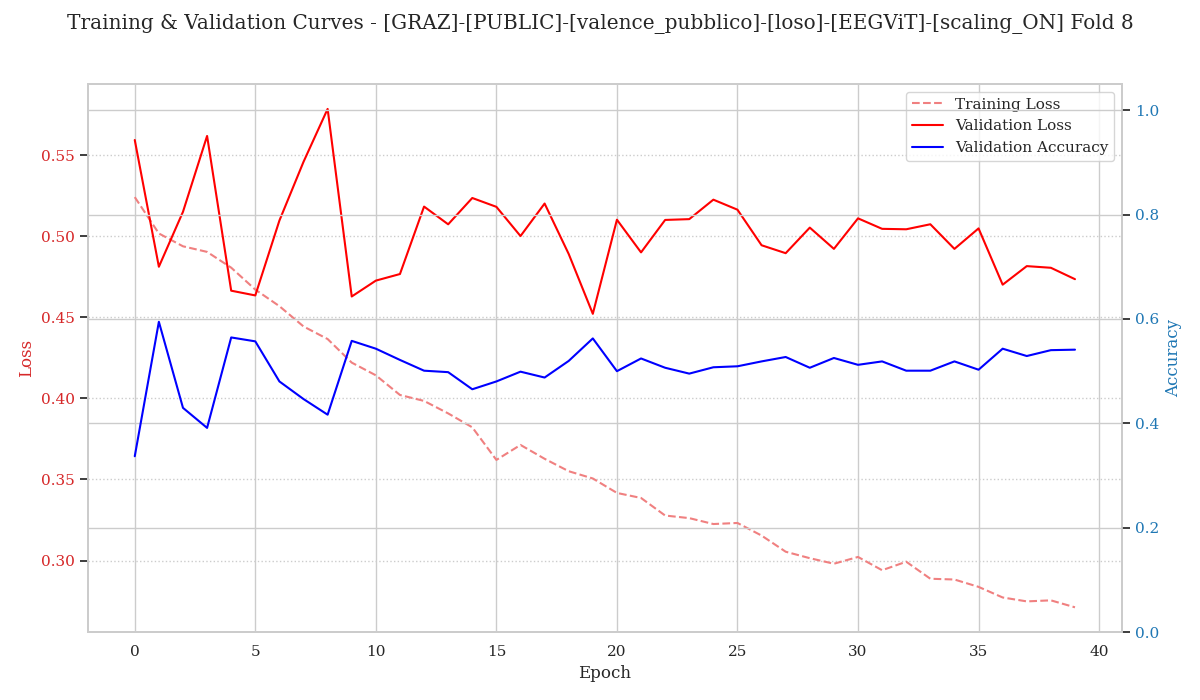 Training & Validation Curves - [GRAZ]-[PUBLIC]-[valence_pubblico]-[loso]-[EEGViT]-[scaling_ON] Fold 8
Training Loss
Validation Loss
Validation Accuracy
0.55
0.50
0.45
0.40
0.35
0.30
Loss
1.0
0.8
0.6
0.4
0.2
0.0
Accuracy
0 5 10 15 20 25 30 35 40
Epoch